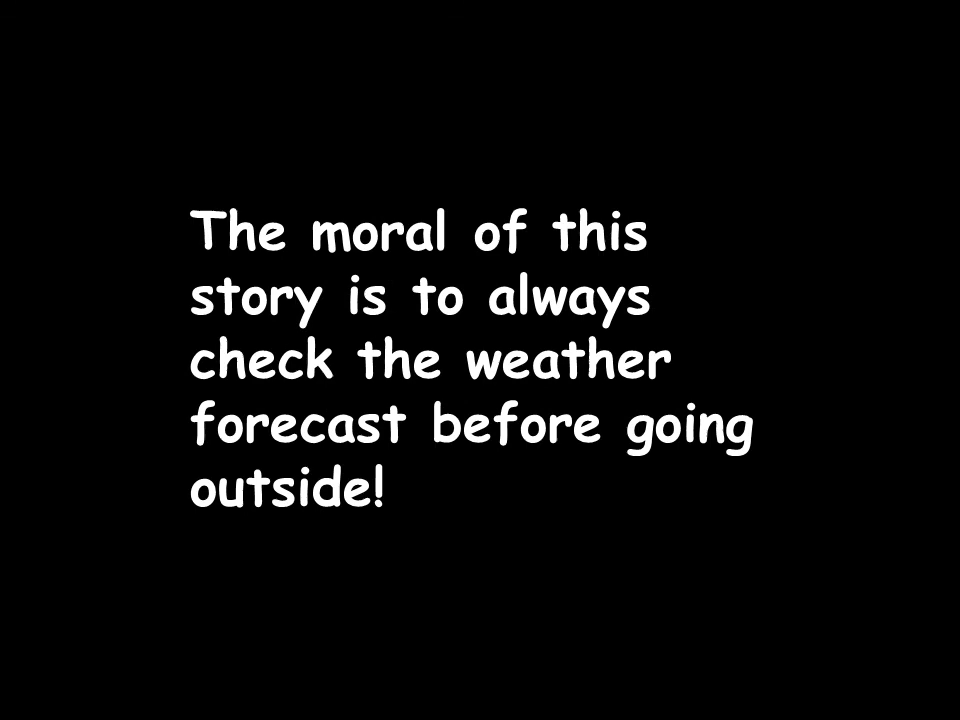 The moral of this
story is to always
check the weather
forecast before going
outside!